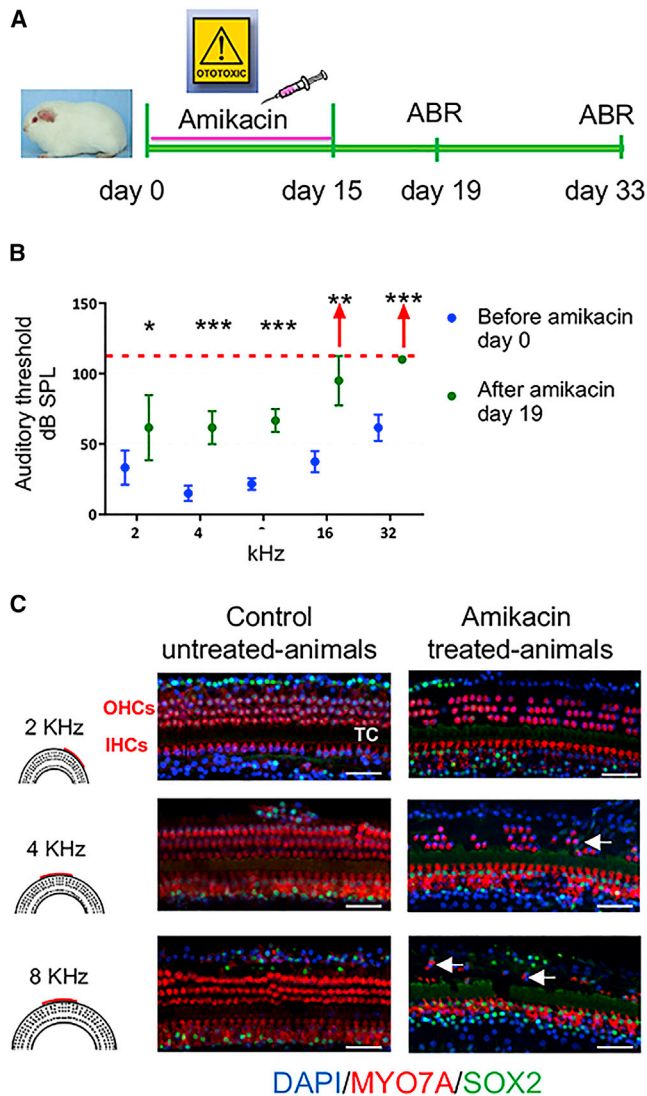 A
OTOTOXIC
Amikacin
ABR
ABR
day 0
day 15
day 19
day 33
B
Auditory threshold
dB SPL
150
100
50
0
* *** *** ** ***
2
4
16
32
kHz
Before amikacin
day 0
After amikacin
day 19
C
Control
untreated-animals
Amikacin
treated-animals
2 KHz
OHCs
IHCs
TC
4 KHz
8 KHz
DAPI/MYO7A/SOX2